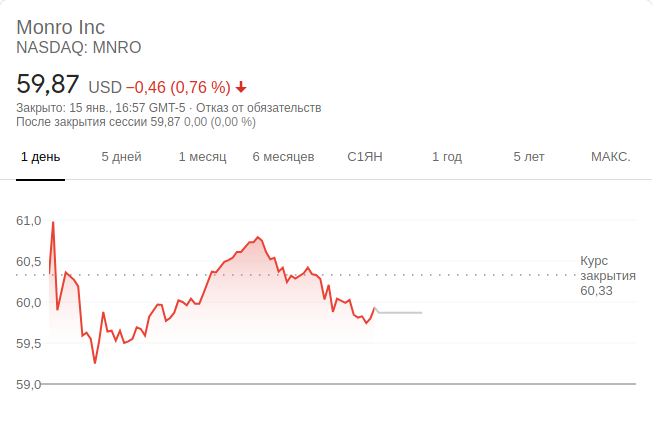 Monro Inc
NASDAQ: MNRO
59,87 USD −0,46 (0,76 %)
Закрыто: 15 янв., 16:57 GMT-5 · Отказ от обязательств
После закрытия сессии 59,87 0,00 (0,00 %)
1 день 5 дней 1 месяц 6 месяцев С1ЯН 1 год 5 лет МАКС.
61,0
60,5
Курс
закрытия
60,33
60,0
59,5
59,0